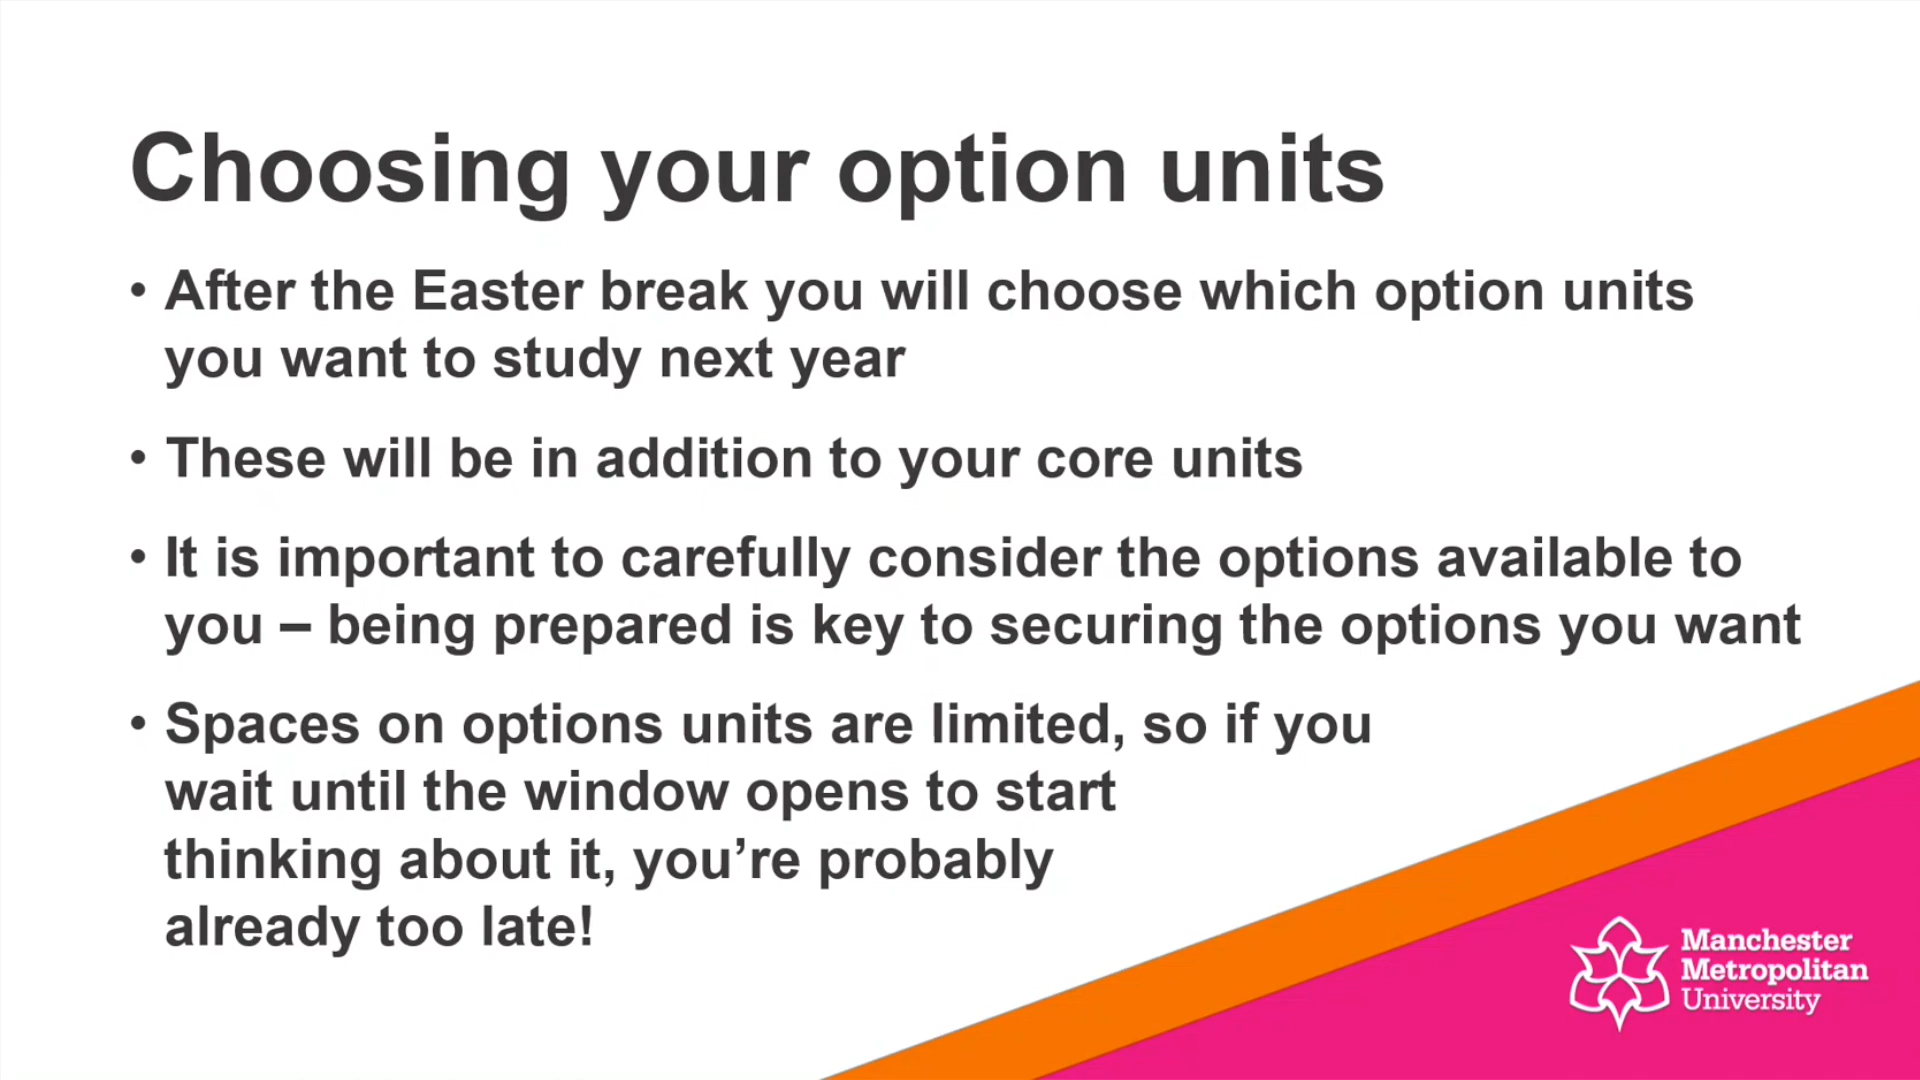 Choosing your option units
• After the Easter break you will choose which option units
you want to study next year
• These will be in addition to your core units
• It is important to carefully consider the options available to
you – being prepared is key to securing the options you want
• Spaces on options units are limited, so if you
wait until the window opens to start
thinking about it, you’re probably
already too late!
Manchester
Metropolitan
University